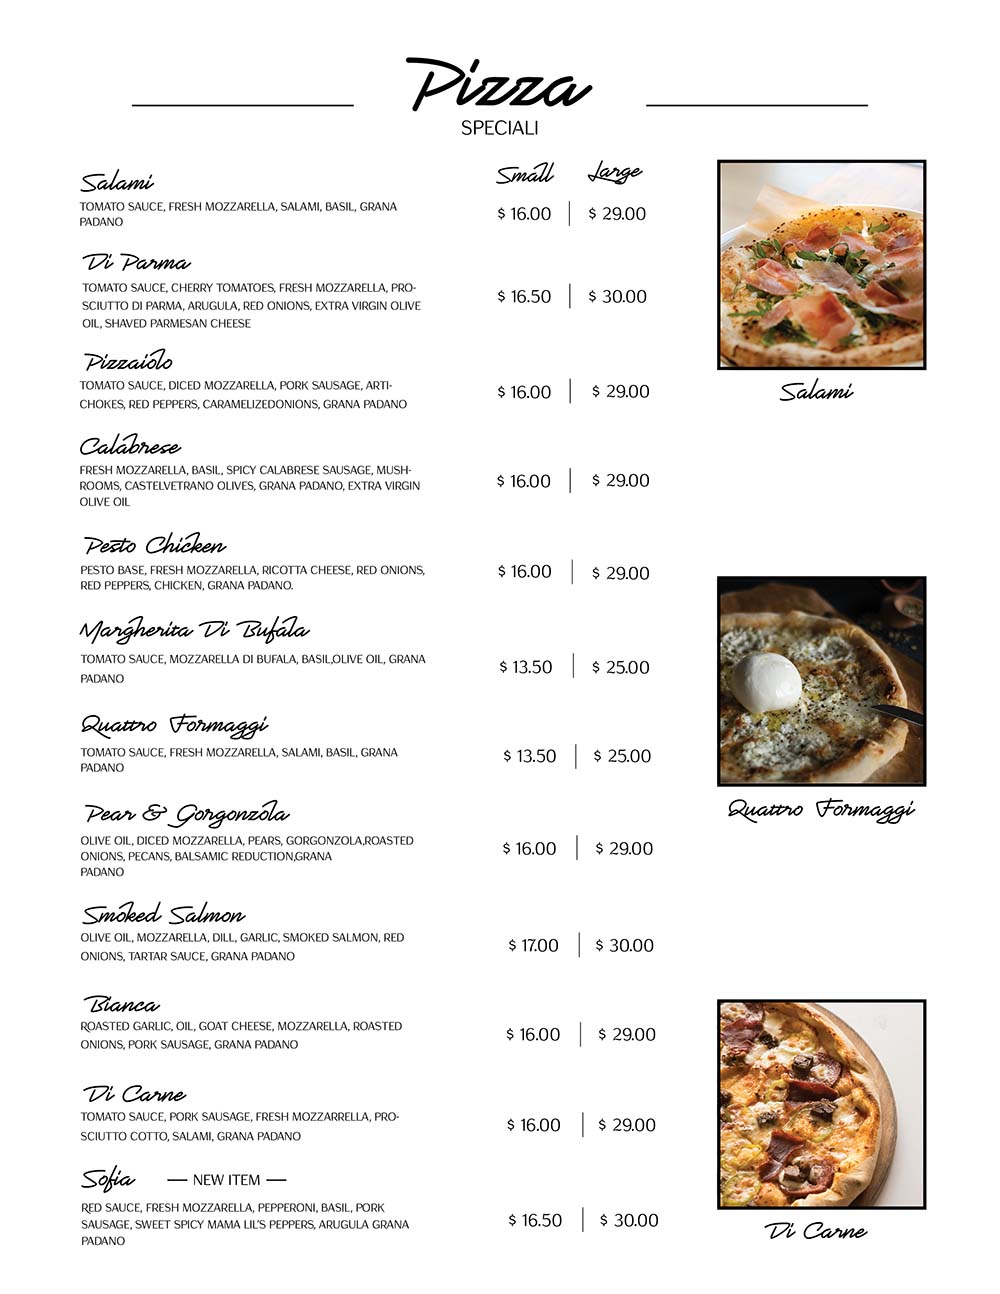 Pizza
SPECIALI
Small Large
Salami
TOMATO SAUCE, FRESH MOZZARELLA, SALAMI, BASIL, GRANA
PADANO
$ 16.00 | $ 29.00
Di Parma
TOMATO SAUCE, CHERRY TOMATOES, FRESH MOZZARELLA, PRO-
SCIUTTO DI PARMA, ARUGULA, RED ONIONS, EXTRA VIRGIN OLIVE
OIL, SHAVED PARMESAN CHEESE
$ 16.50 | $ 30.00
Pizzaiolo
TOMATO SAUCE, DICED MOZZARELLA, PORK SAUSAGE, ARTI-
CHOKES, RED PEPPERS, CARAMELIZEDONIONS, GRANA PADANO
$ 16.00 | $ 29.00
Salami
Calabrese
FRESH MOZZARELLA, BASIL, SPICY CALABRESE SAUSAGE, MUSH-
ROOMS, CASTELVETRANO OLIVES, GRANA PADANO, EXTRA VIRGIN
OLIVE OIL
$ 16.00 | $ 29.00
Pesto Chicken
PESTO BASE, FRESH MOZZARELLA, RICOTTA CHEESE, RED ONIONS,
RED PEPPERS, CHICKEN, GRANA PADANO.
$ 16.00 | $ 29.00
Margherita Di Bufala
TOMATO SAUCE, MOZZARELLA DI BUFALA, BASIL,OLIVE OIL, GRANA
PADANO
$ 13.50 | $ 25.00
Quattro Formaggi
TOMATO SAUCE, FRESH MOZZARELLA, SALAMI, BASIL, GRANA
PADANO
$ 13.50 | $ 25.00
Quattro Formaggi
Pear & Gorgonzola
OLIVE OIL, DICED MOZZARELLA, PEARS, GORGONZOLA,ROASTED
ONIONS, PECANS, BALSAMIC REDUCTION,GRANA
PADANO
$ 16.00 | $ 29.00
Smoked Salmon
OLIVE OIL, MOZZARELLA, DILL, GARLIC, SMOKED SALMON, RED
ONIONS, TARTAR SAUCE, GRANA PADANO
$ 17.00 | $ 30.00
Bianca
ROASTED GARLIC, OIL, GOAT CHEESE, MOZZARELLA, ROASTED
ONIONS, PORK SAUSAGE, GRANA PADANO
$ 16.00 | $ 29.00
Di Carne
TOMATO SAUCE, PORK SAUSAGE, FRESH MOZZARRELLA, PRO-
SCIUTTO COTTO, SALAMI, GRANA PADANO
$ 16.00 | $ 29.00
Sofia — NEW ITEM —
RED SAUCE, FRESH MOZZARELLA, PEPPERONI, BASIL, PORK
SAUSAGE, SWEET SPICY MAMA LIL'S PEPPERS, ARUGULA GRANA
PADANO
$ 16.50 | $ 30.00
Di Carne